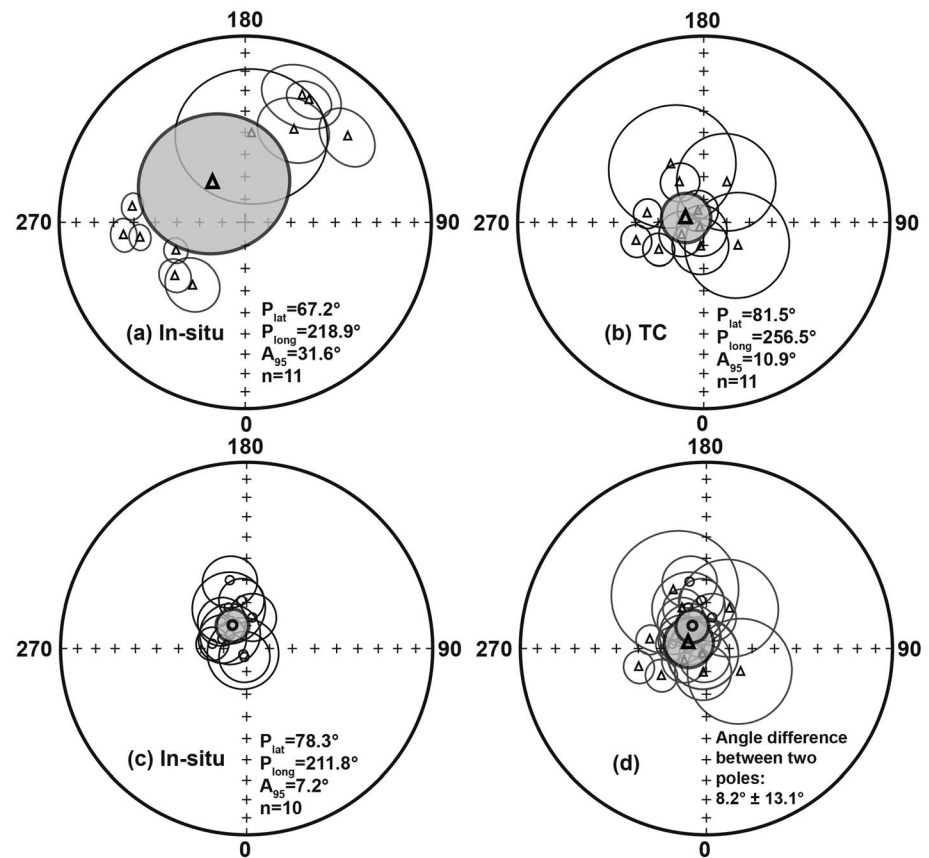 180
270
90
(a) In-situ
Plat=67.2°
Plong=218.9°
A95=31.6°
n=11
0
180
270
90
(b) TC
Plat=81.5°
Plong=256.5°
A95=10.9°
n=11
0
180
270
90
(c) In-situ
Plat=78.3°
Plong=211.8°
A95=7.2°
n=10
0
180
270
90
(d)
Angle difference
between two
poles:
8.2° ± 13.1°
0